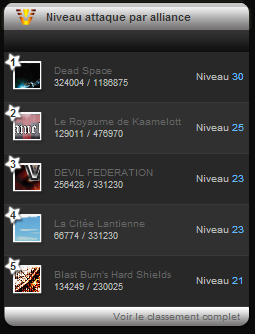 Niveau attaque par alliance
1
Dead Space
324004 / 1186875
Niveau 30
2
Le Royaume de Kaamelott
129011 / 476970
Niveau 25
3
DEVIL FEDERATION
256428 / 331230
Niveau 23
4
La Citée Lantienne
66774 / 331230
Niveau 23
5
Blast Burn's Hard Shields
134249 / 230025
Niveau 21
Voir le classement complet